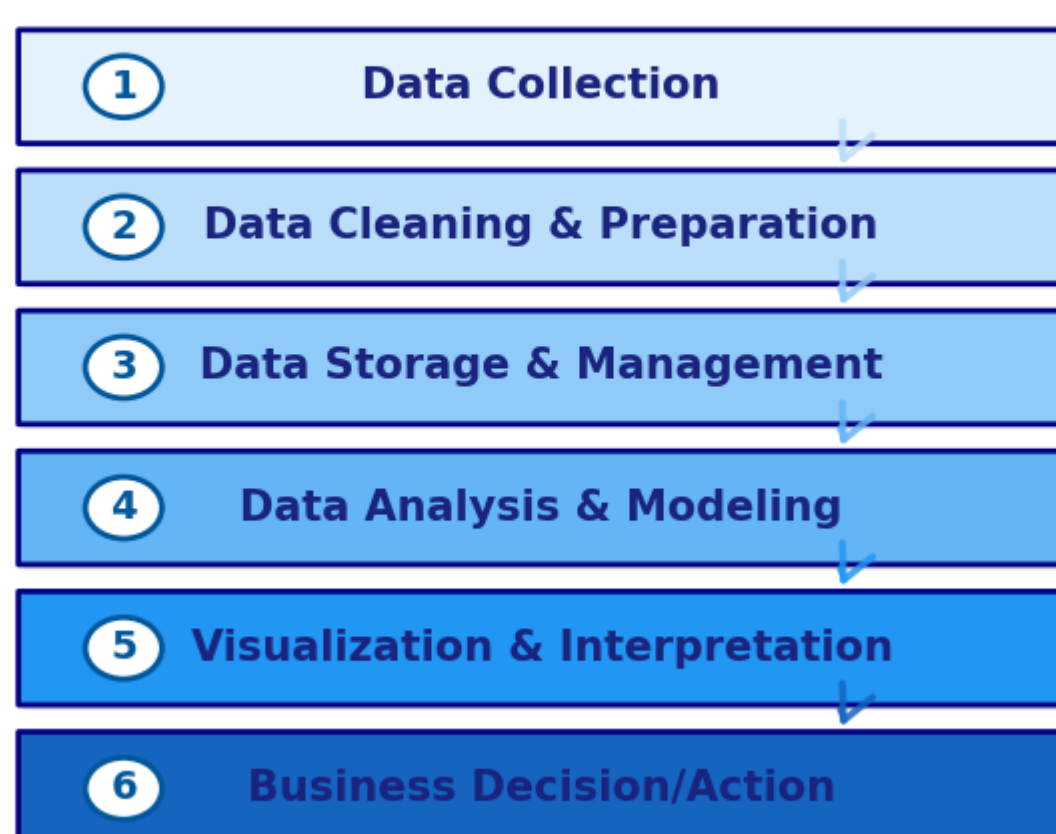 1 Data Collection
2 Data Cleaning & Preparation
3 Data Storage & Management
4 Data Analysis & Modeling
5 Visualization & Interpretation
6 Business Decision/Action